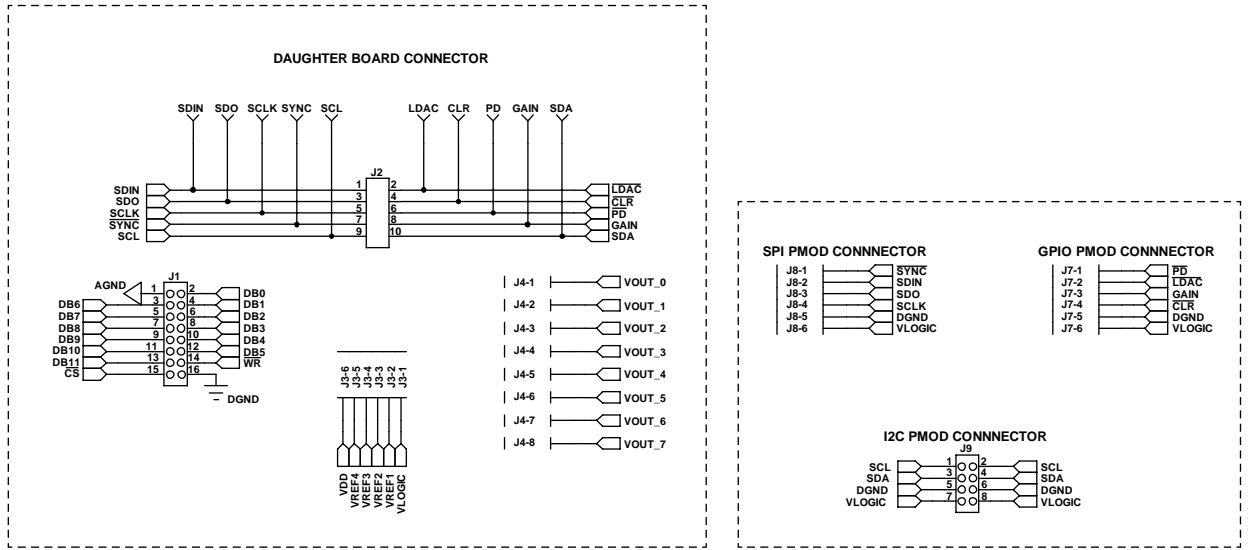 DAUGHTER BOARD CONNECTOR
SDIN SDO SCLK SYNC SCL LDAC CLR PD GAIN SDA
J2
SDIN 1 2 LDAC
SDO 3 4 CLR
SCLK 5 6 PD
SYNC 7 8 GAIN
SCL 9 10 SDA
J1
AGND 1 2 DB0
DB6 3 4 DB1
DB7 5 6 DB2
DB8 7 8 DB3
DB9 9 10 DB4
DB10 11 12 DB5
DB11 13 14 WR
CS 15 16
DGND
J3-6 J3-5 J3-4 J3-3 J3-2 J3-1
VDD VREF4 VREF3 VREF2 VREF1 VLOGIC
J4-1 VOUT_0
J4-2 VOUT_1
J4-3 VOUT_2
J4-4 VOUT_3
J4-5 VOUT_4
J4-6 VOUT_5
J4-7 VOUT_6
J4-8 VOUT_7
SPI PMOD CONNNECTOR
J8-1 SYNC
J8-2 SDIN
J8-3 SDO
J8-4 SCLK
J8-5 DGND
J8-6 VLOGIC
GPIO PMOD CONNNECTOR
J7-1 PD
J7-2 LDAC
J7-3 GAIN
J7-4 CLR
J7-5 DGND
J7-6 VLOGIC
I2C PMOD CONNNECTOR
J9
SCL 1 2 SCL
SDA 3 4 SDA
DGND 5 6 DGND
VLOGIC 7 8 VLOGIC